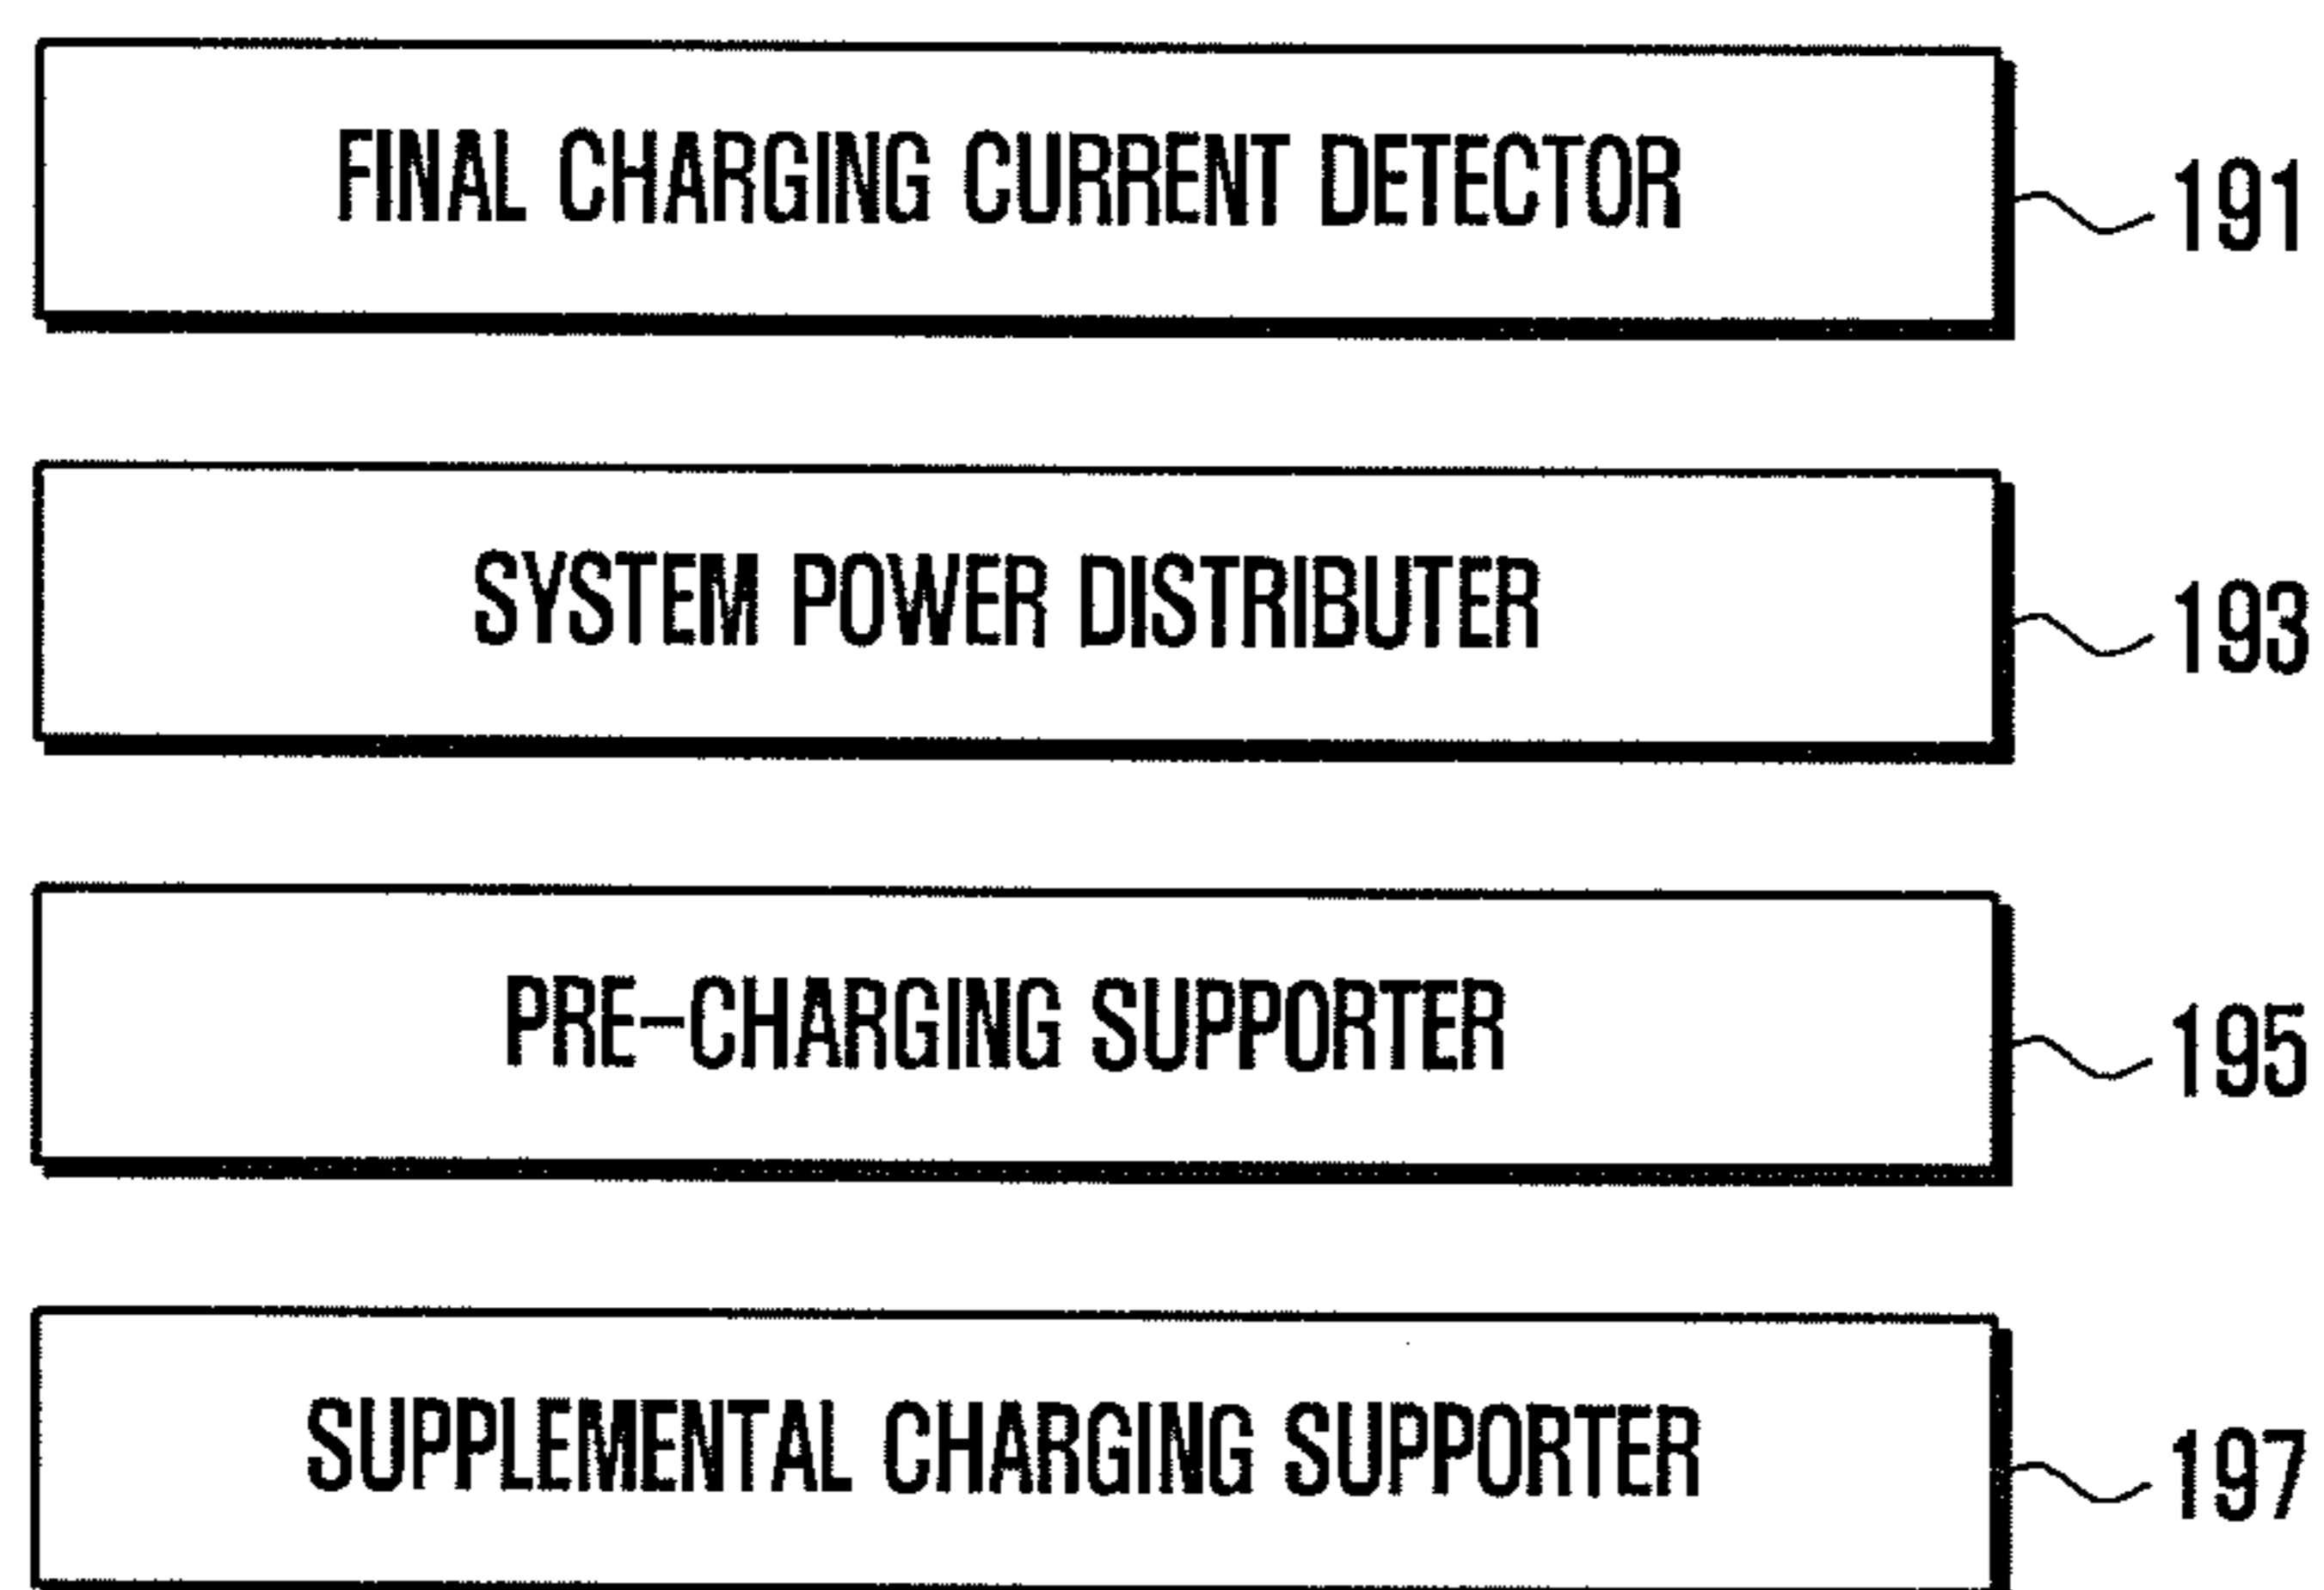 FINAL CHARGING CURRENT DETECTOR 191
SYSTEM POWER DISTRIBUTER 193
PRE-CHARGING SUPPORTER 195
SUPPLEMENTAL CHARGING SUPPORTER 197